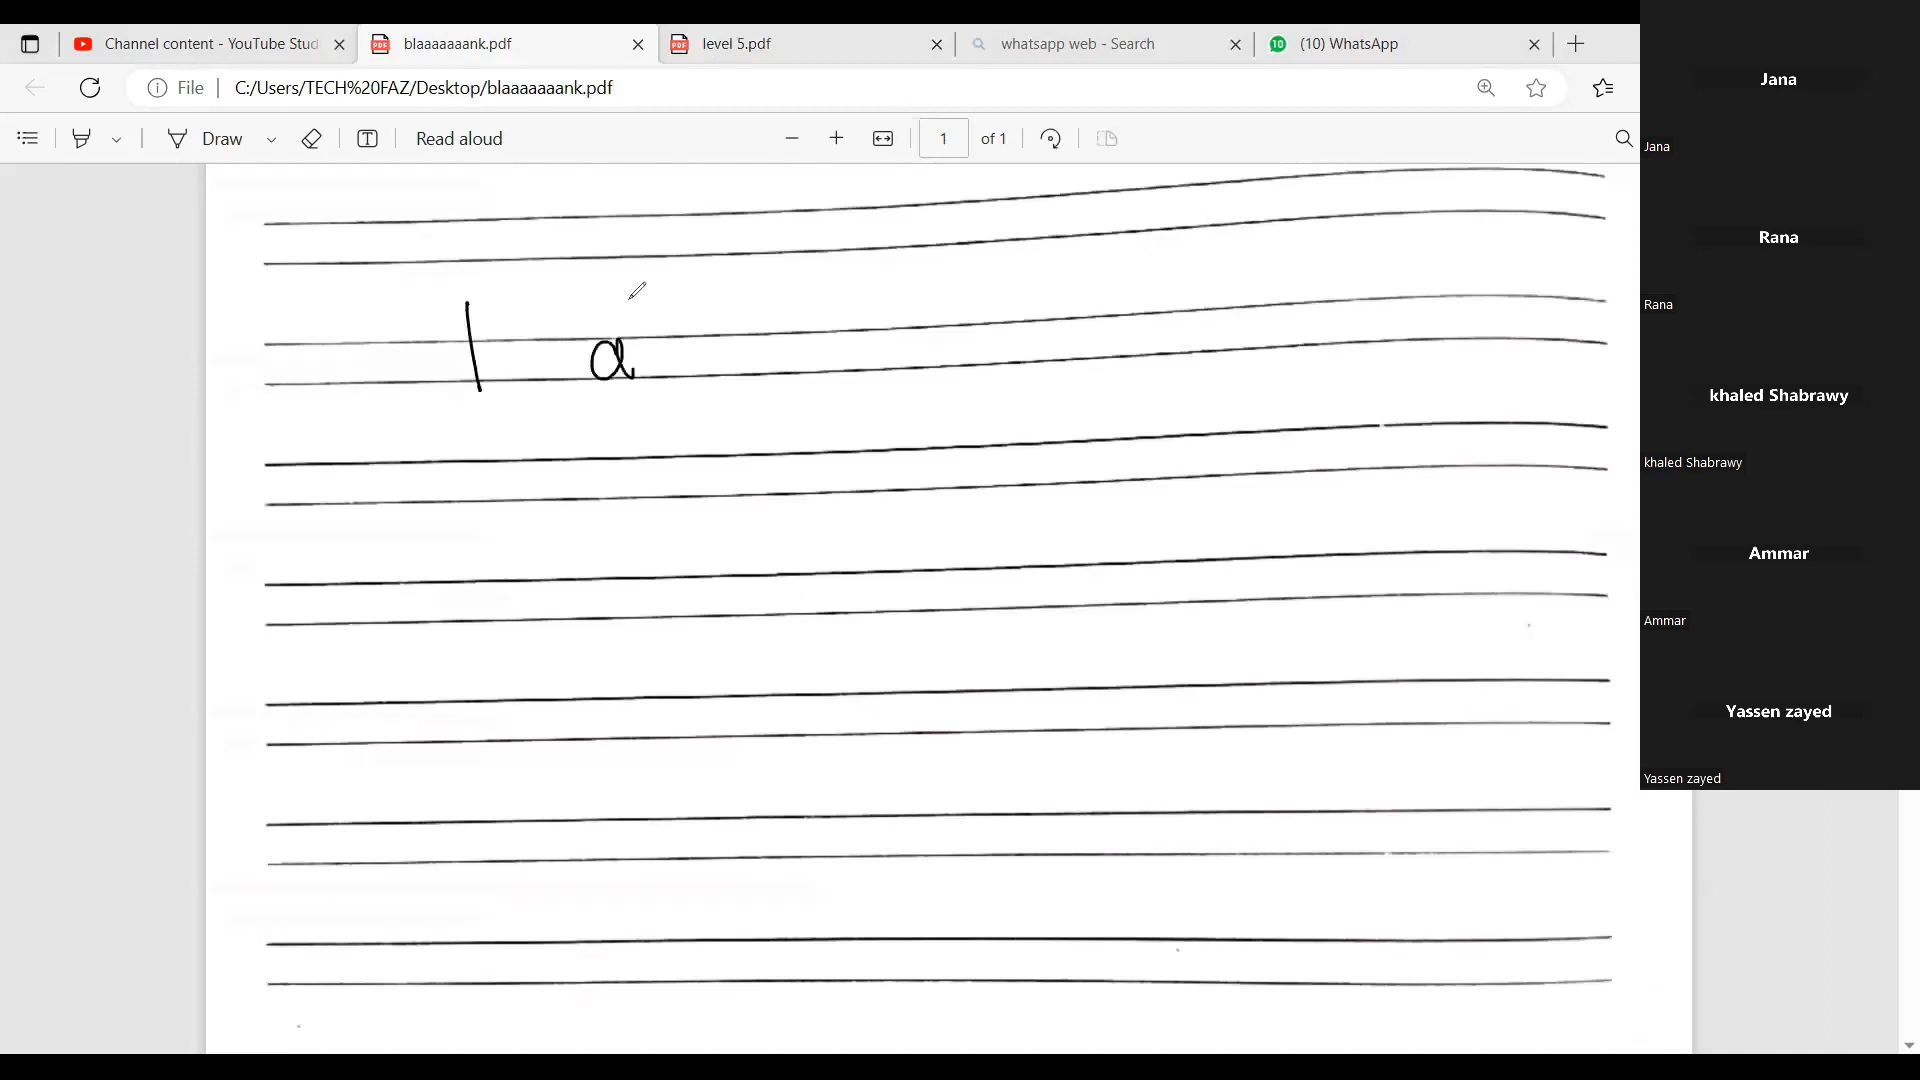 Channel content - YouTube Stud
blaaaaaaank.pdf
level 5.pdf
whatsapp web - Search
10
(10) WhatsApp
File
C:/Users/TECH%20FAZ/Desktop/blaaaaaaank.pdf
Draw
Read aloud
1
of 1
I a
Jana
Jana
Rana
Rana
khaled Shabrawy
khaled Shabrawy
Ammar
Ammar
Yassen zayed
Yassen zayed